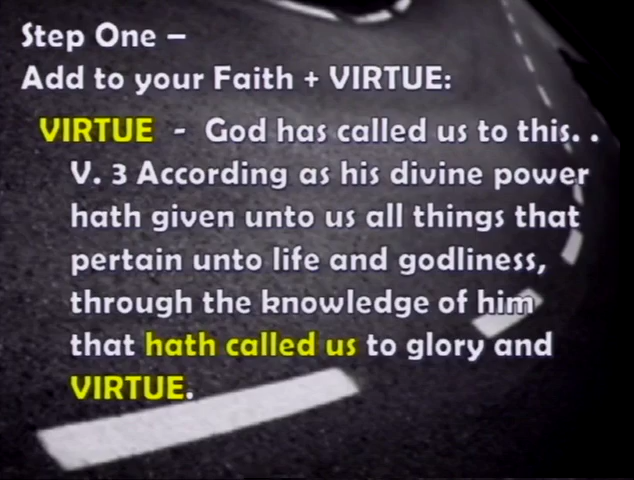 Step One –
Add to your Faith + VIRTUE:
VIRTUE - God has called us to this. .
V. 3 According as his divine power
hath given unto us all things that
pertain unto life and godliness,
through the knowledge of him
that hath called us to glory and
VIRTUE.